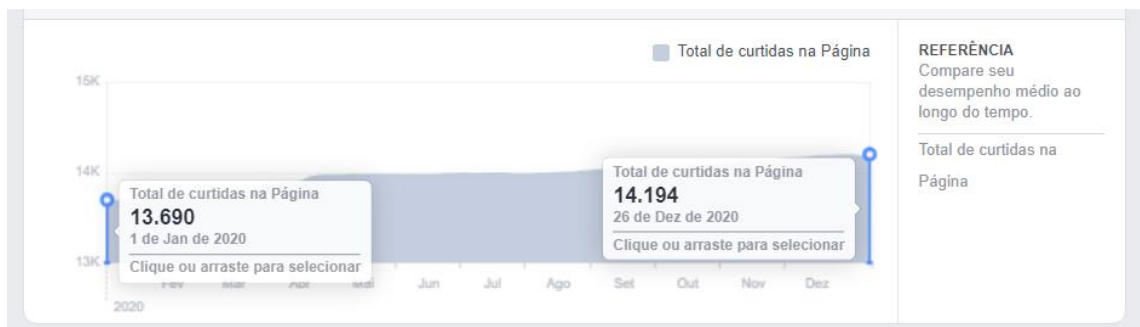 Total de curtidas na Página
15K
14K
13K
Total de curtidas na Página
13.690
1 de Jan de 2020
Clique ou arraste para selecionar
Total de curtidas na Página
14.194
26 de Dez de 2020
Clique ou arraste para selecionar
Fev Mar Abr Mai Jun Jul Ago Set Out Nov Dez
2020
REFERÊNCIA
Compare seu
desempenho médio ao
longo do tempo.
Total de curtidas na
Página